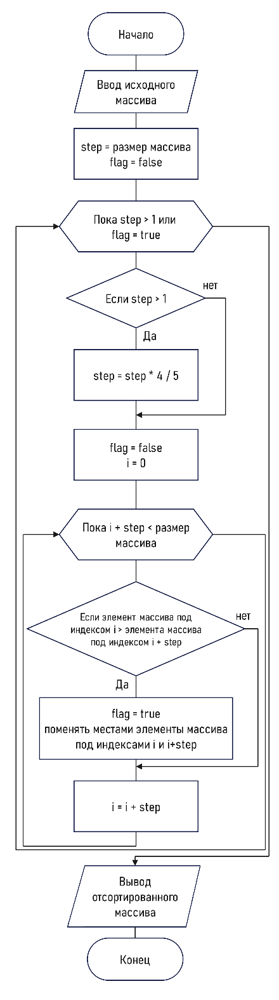 Начало
Ввод исходного
массива
step = размер массива
flag = false
Пока step > 1 или
flag = true
Если step > 1
нет
Да
step = step * 4 / 5
flag = false
i = 0
Пока i + step < размер
массива
Если элемент массива под
индексом i > элемента массива
под индексом i + step
нет
Да
flag = true
поменять местами элементы массива
под индексами i и i+step
i = i + step
Вывод
отсортированного
массива
Конец